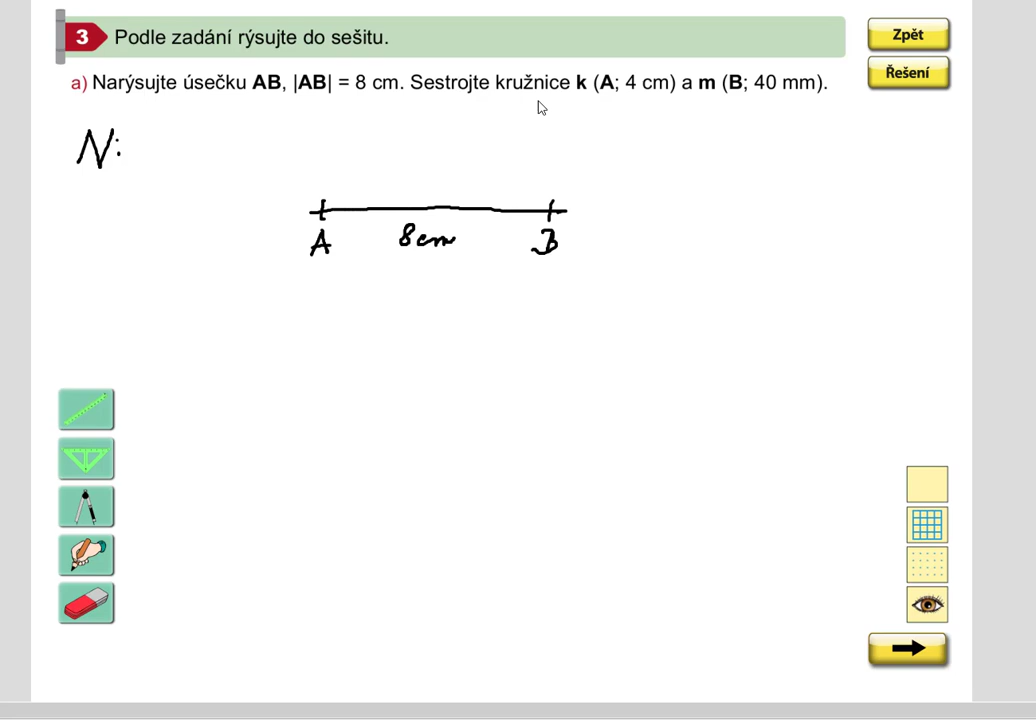 3 Podle zadání rýsujte do sešitu.
Zpět
Řešení
a) Narýsujte úsečku AB, |AB| = 8 cm. Sestrojte kružnice k (A; 4 cm) a m (B; 40 mm).
N:
A 8cm B